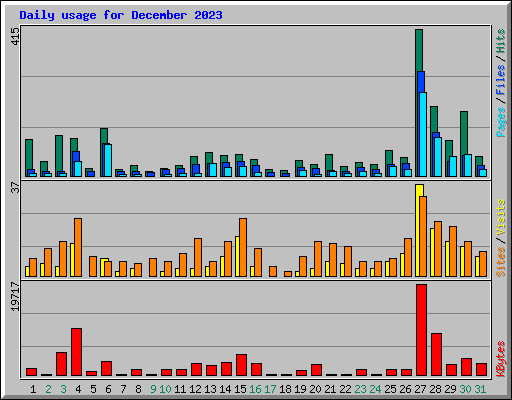 Daily usage for December 2023
415
Pages / Files / Hits
37
Sites / Visits
19717
KBytes
1 2 3 4 5 6 7 8 9 10 11 12 13 14 15 16 17 18 19 20 21 22 23 24 25 26 27 28 29 30 31